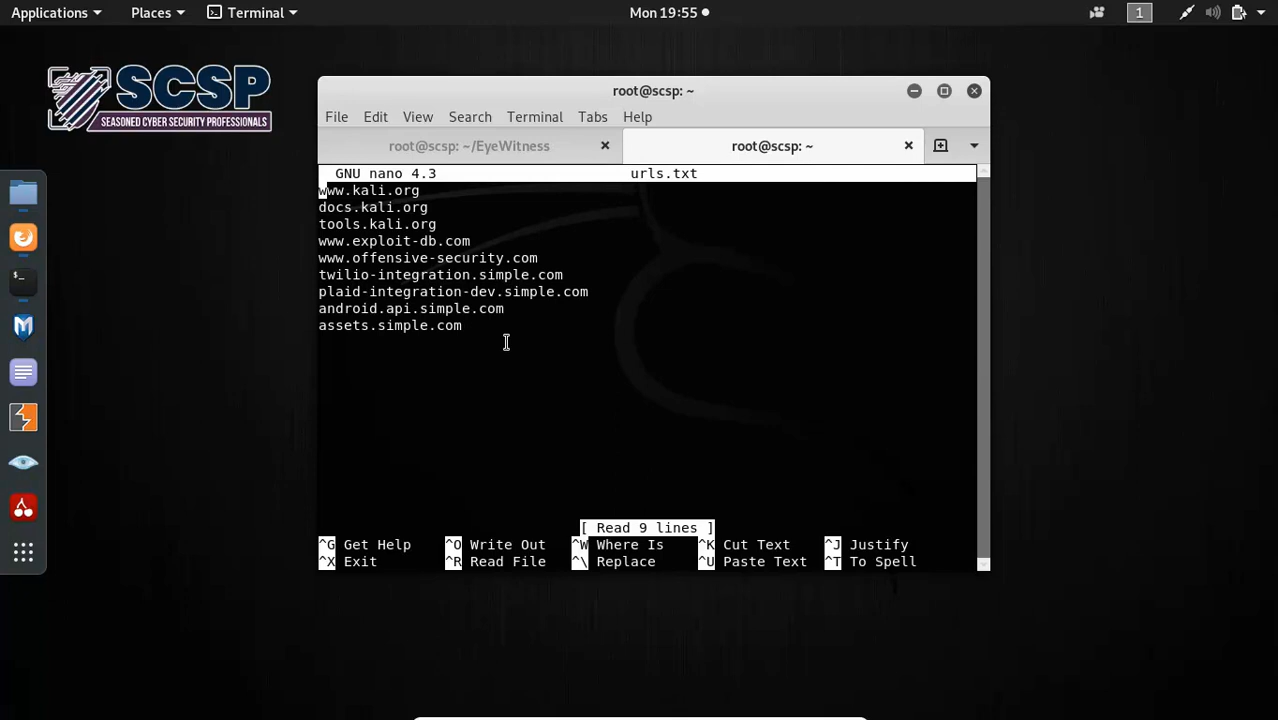 Applications Places Terminal Mon 19:55 1
SCSP
SEASONED CYBER SECURITY PROFESSIONALS
root@scsp: ~
File Edit View Search Terminal Tabs Help
root@scsp: ~/EyeWitness root@scsp: ~
GNU nano 4.3 urls.txt
www.kali.org
docs.kali.org
tools.kali.org
www.exploit-db.com
www.offensive-security.com
twilio-integration.simple.com
plaid-integration-dev.simple.com
android.api.simple.com
assets.simple.com
$_
[ Read 9 lines ]
^G Get Help ^O Write Out ^W Where Is ^K Cut Text ^J Justify
^X Exit ^R Read File ^\ Replace ^U Paste Text ^T To Spell